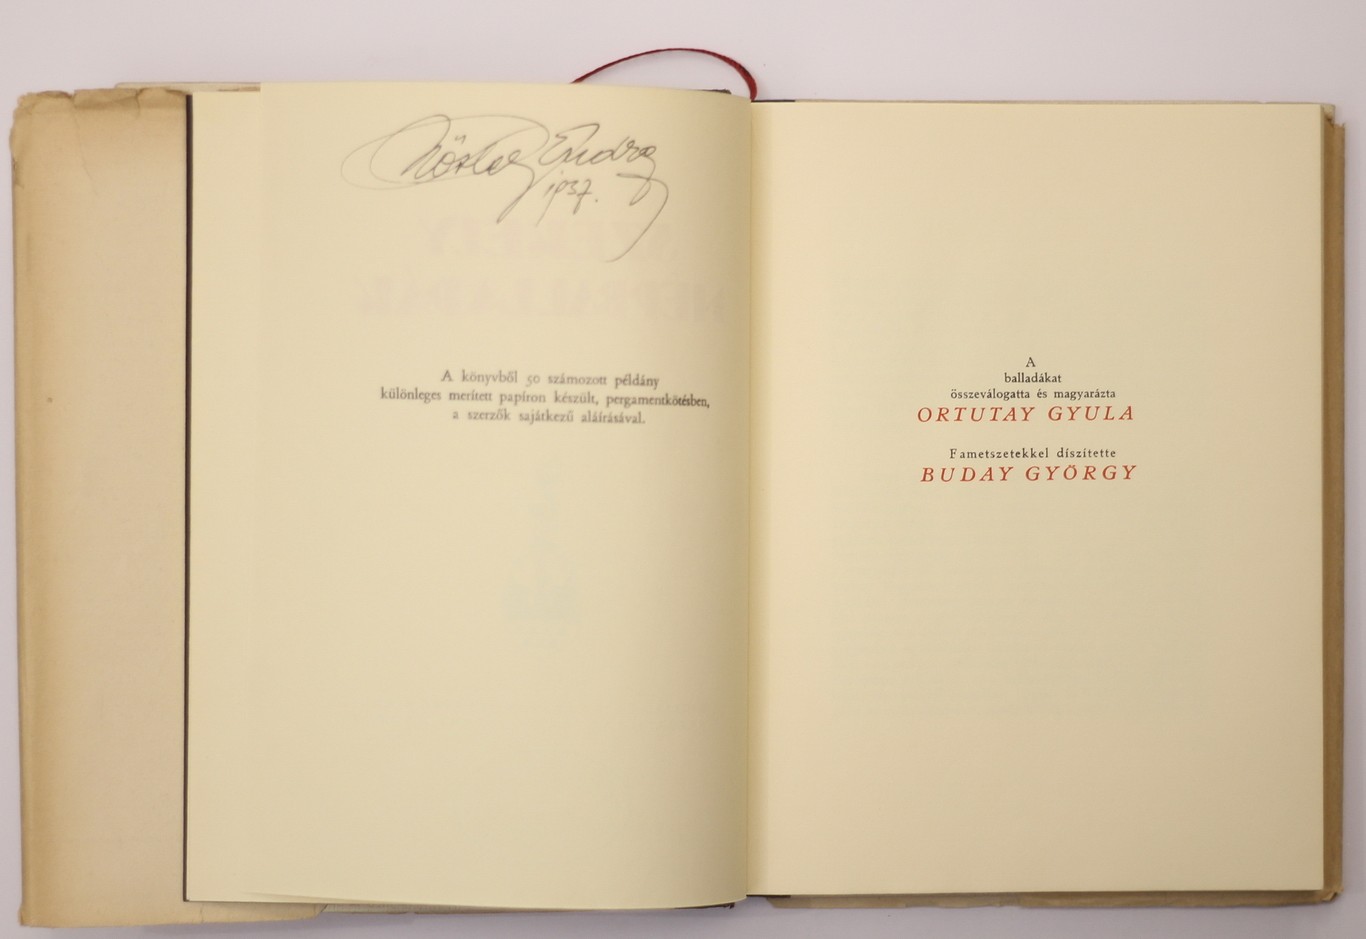 Endre
1937.
NÉPBALLADÁK
A könyvből 50 számozott példány
különleges merített papíron készült, pergamentkötésben,
a szerzők sajátkezű aláírásával.
A
balladákat
összeválogatta és magyarázta
ORTUTAY GYULA
Fametszetekkel díszítette
BUDAY GYÖRGY